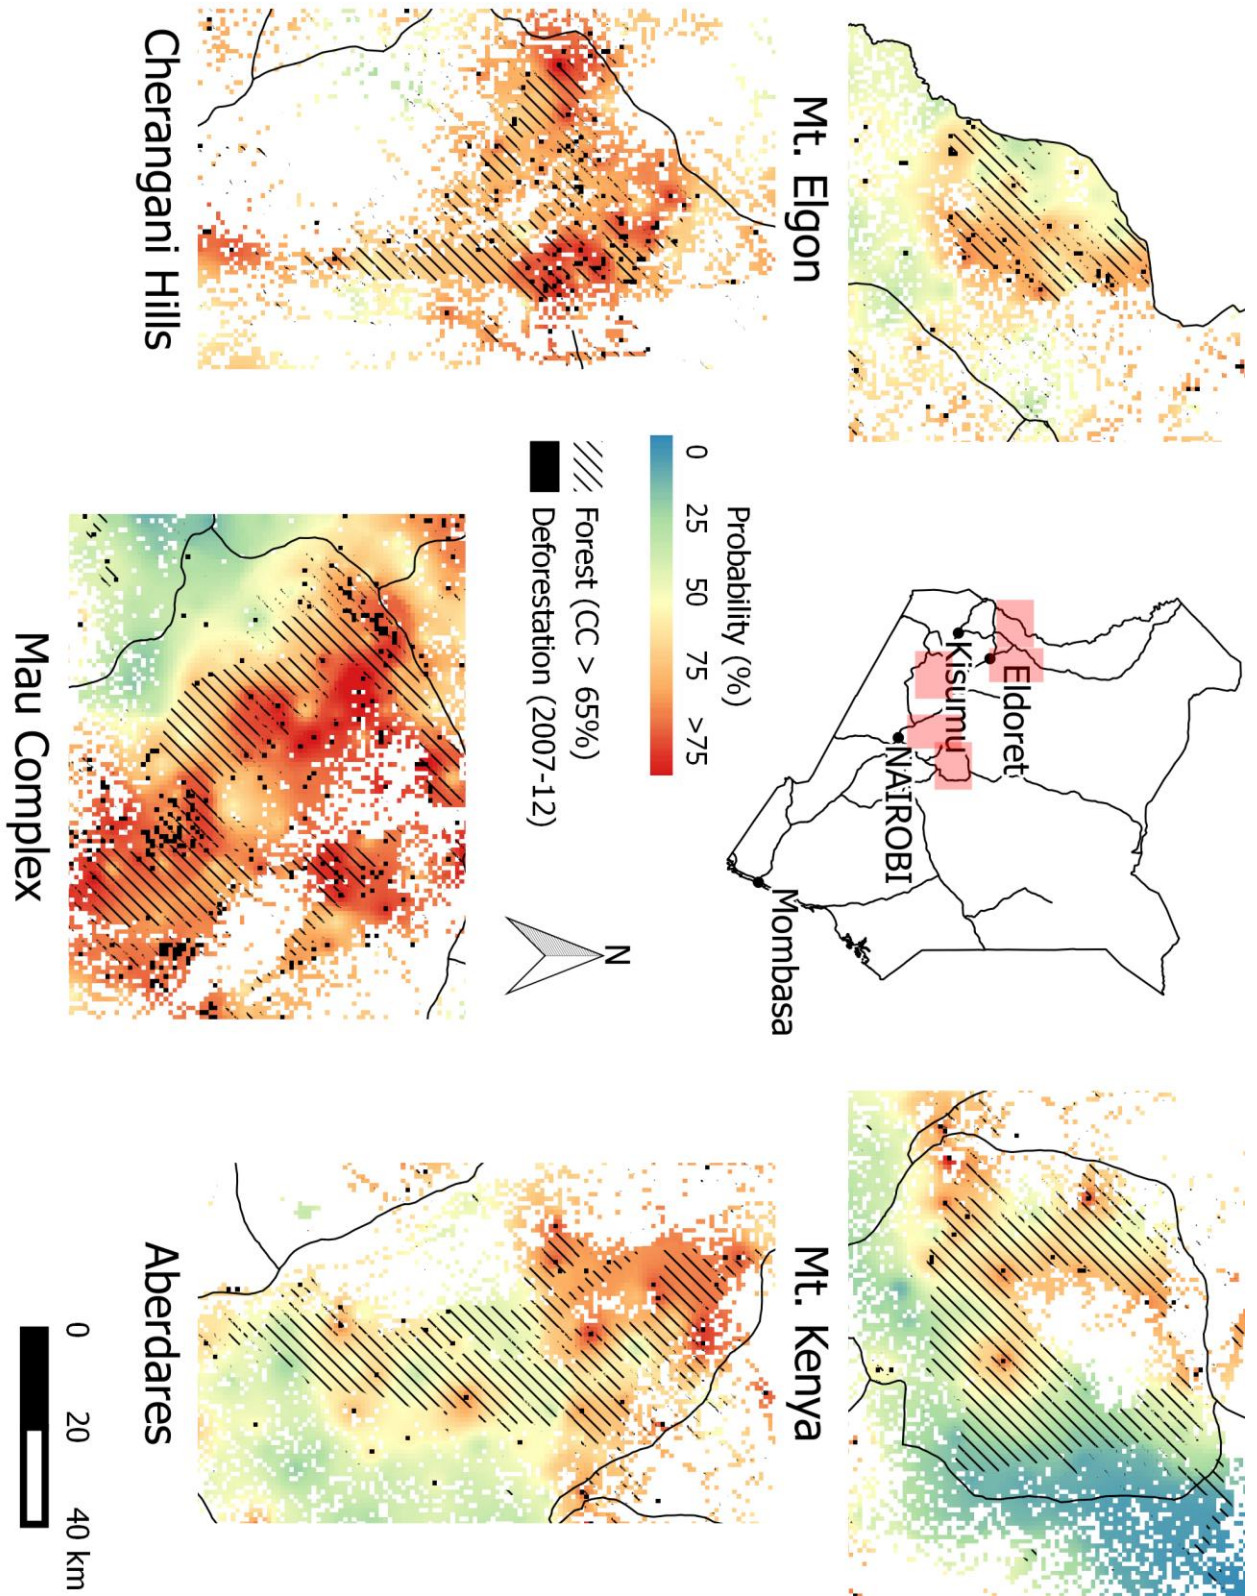 Mt. Elgon
Mt. Kenya
Eldoret
Kisumu
NAIROBI
Mombasa
Probability (%)
0 25 50 75 >75
Forest (CC > 65%)
Deforestation (2007-12)
N
Cherangani Hills
Aberdares
Mau Complex
0 20 40 km